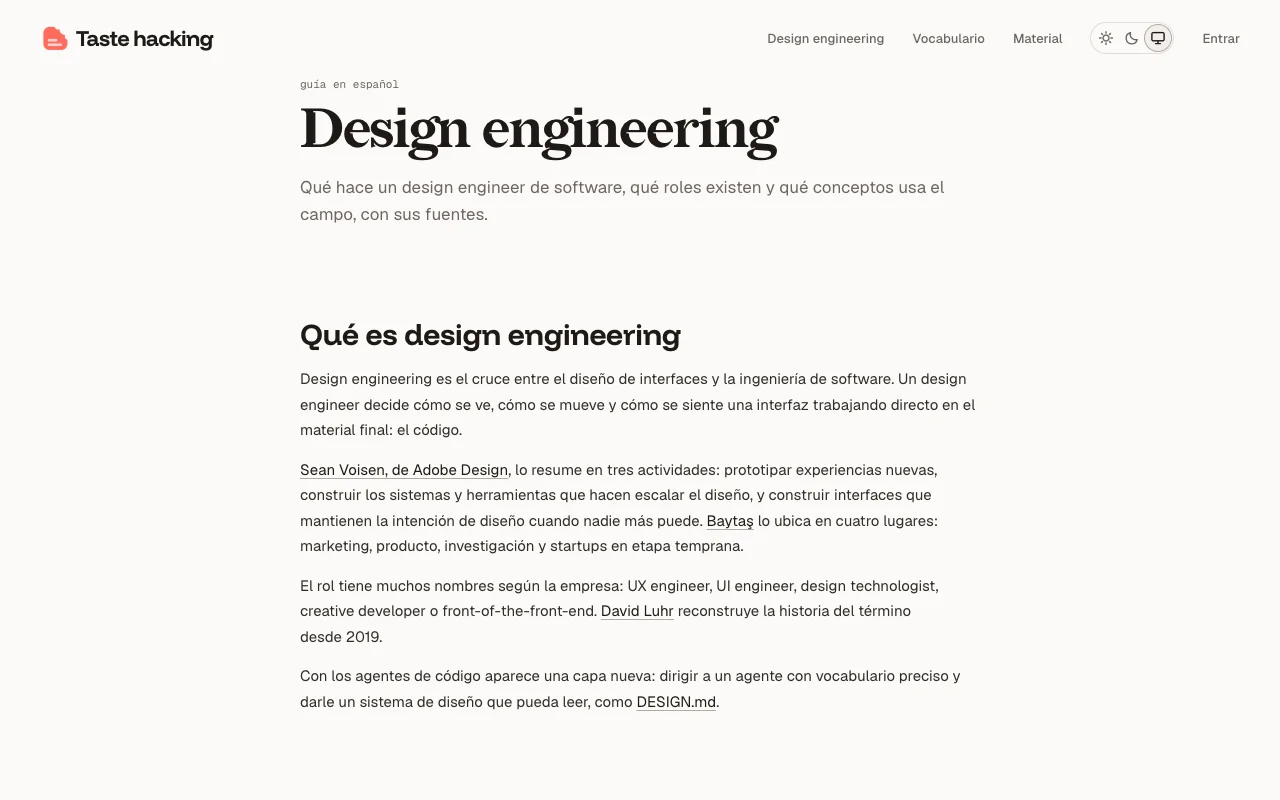 Taste hacking
Design engineering
Vocabulario
Material
Entrar
guía en español
Design engineering
Qué hace un design engineer de software, qué roles existen y qué conceptos usa el
campo, con sus fuentes.
Qué es design engineering
Design engineering es el cruce entre el diseño de interfaces y la ingeniería de software. Un design
engineer decide cómo se ve, cómo se mueve y cómo se siente una interfaz trabajando directo en el
material final: el código.
Sean Voisen, de Adobe Design, lo resume en tres actividades: prototipar experiencias nuevas,
construir los sistemas y herramientas que hacen escalar el diseño, y construir interfaces que
mantienen la intención de diseño cuando nadie más puede. Baytaş lo ubica en cuatro lugares:
marketing, producto, investigación y startups en etapa temprana.
El rol tiene muchos nombres según la empresa: UX engineer, UI engineer, design technologist,
creative developer o front-of-the-front-end. David Luhr reconstruye la historia del término
desde 2019.
Con los agentes de código aparece una capa nueva: dirigir a un agente con vocabulario preciso y
darle un sistema de diseño que pueda leer, como DESIGN.md.